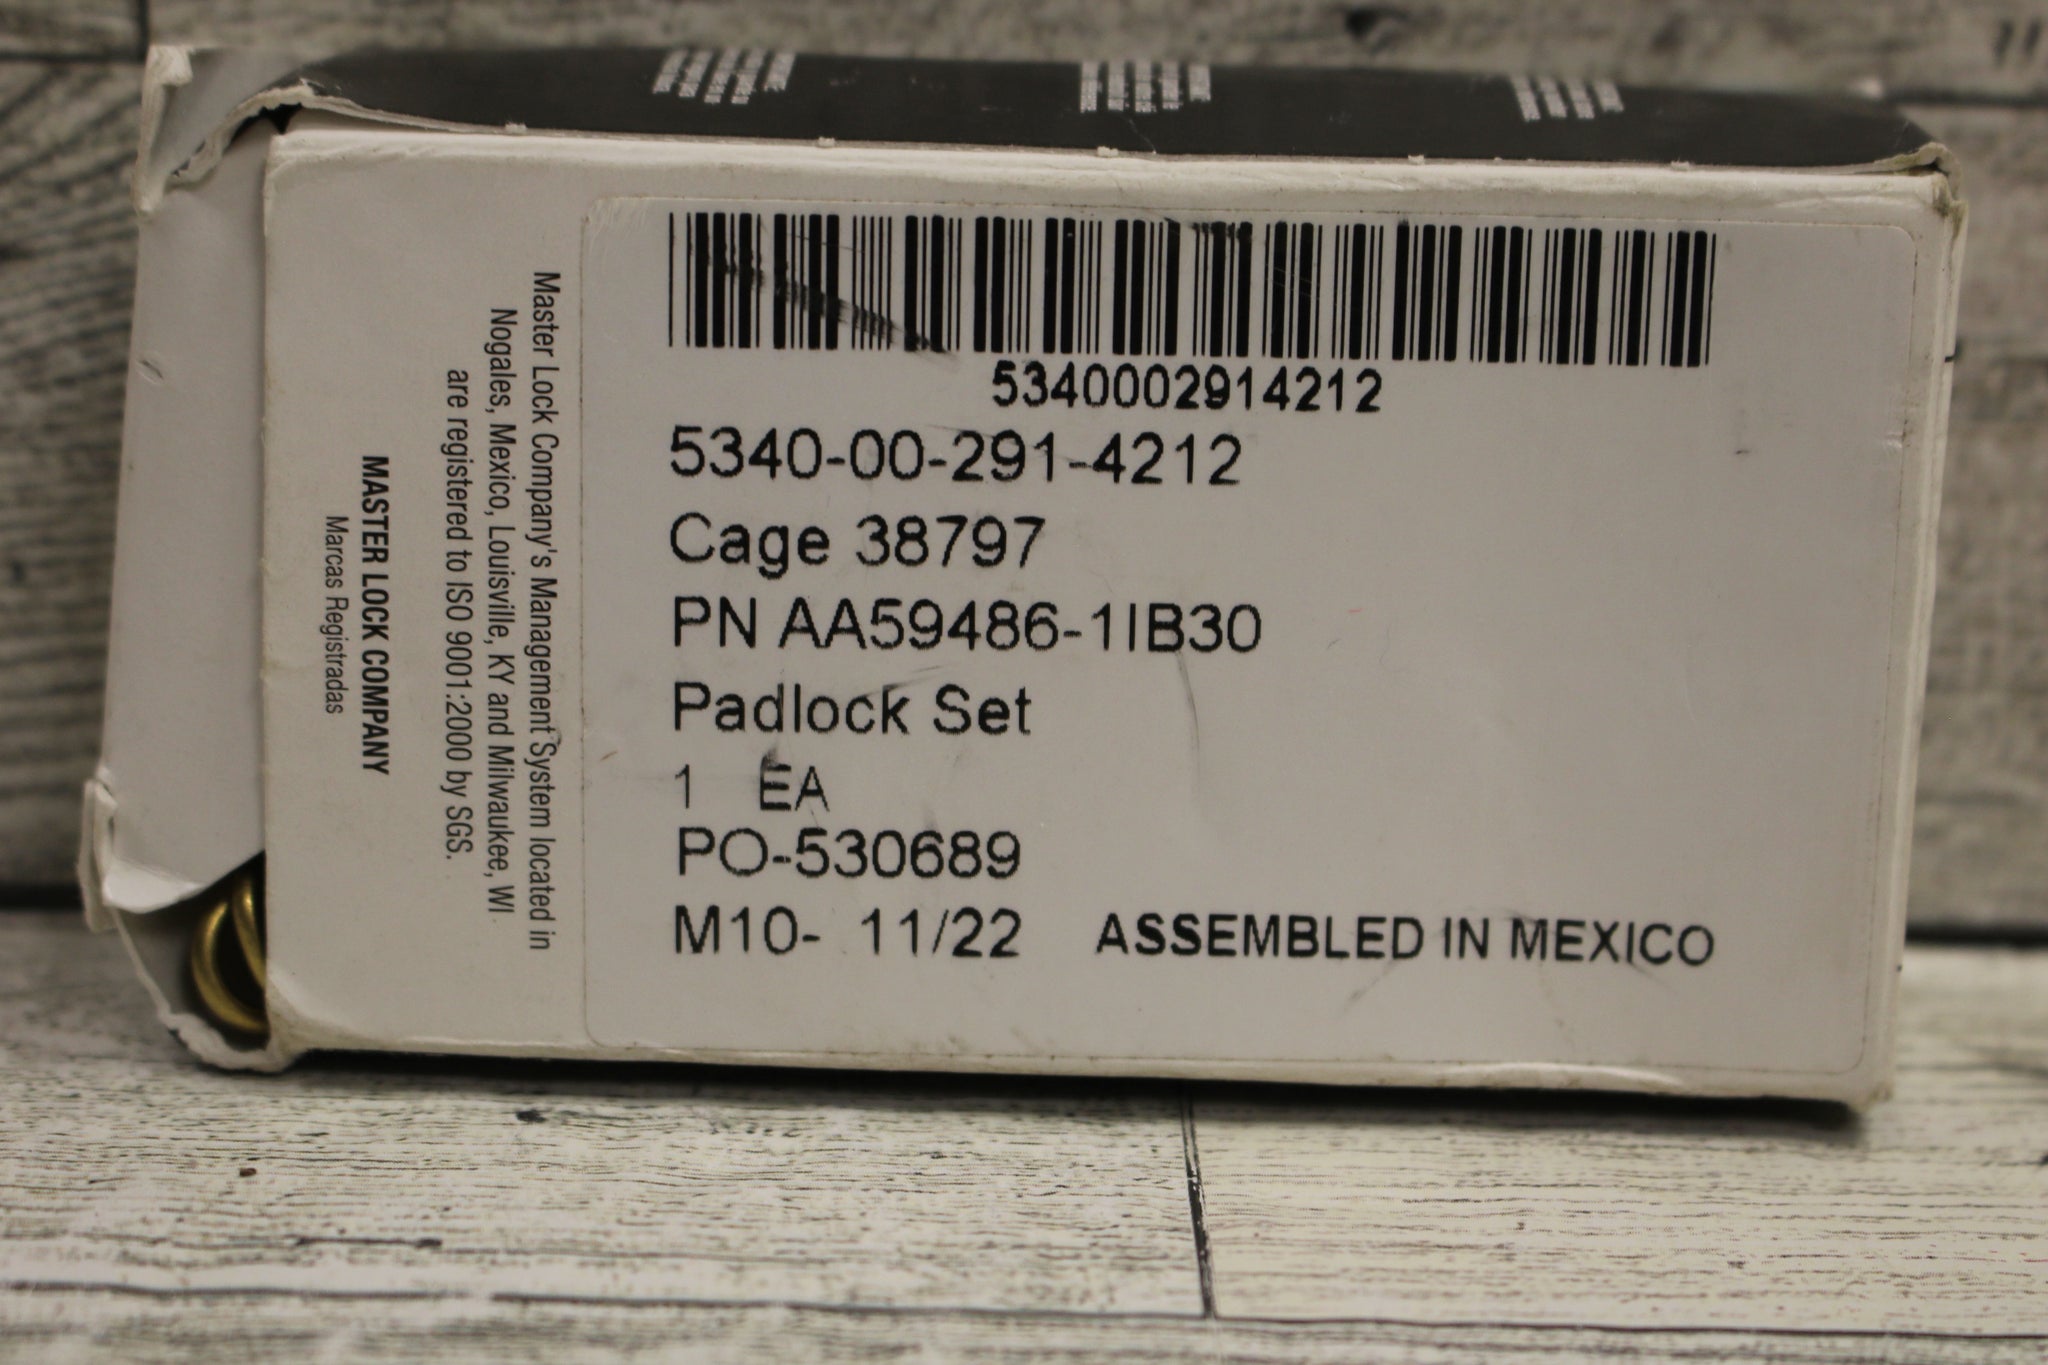 5340002914212
5340-00-291-4212
Cage 38797
PN AA59486-1IB30
Padlock Set
1 EA
PO-530689
M10- 11/22 ASSEMBLED IN MEXICO
Master Lock Company's Management System located in
Nogales, Mexico, Louisville, KY and Milwaukee, WI
are registered to ISO 9001:2000 by SGS.
MASTER LOCK COMPANY
Marcas Registradas